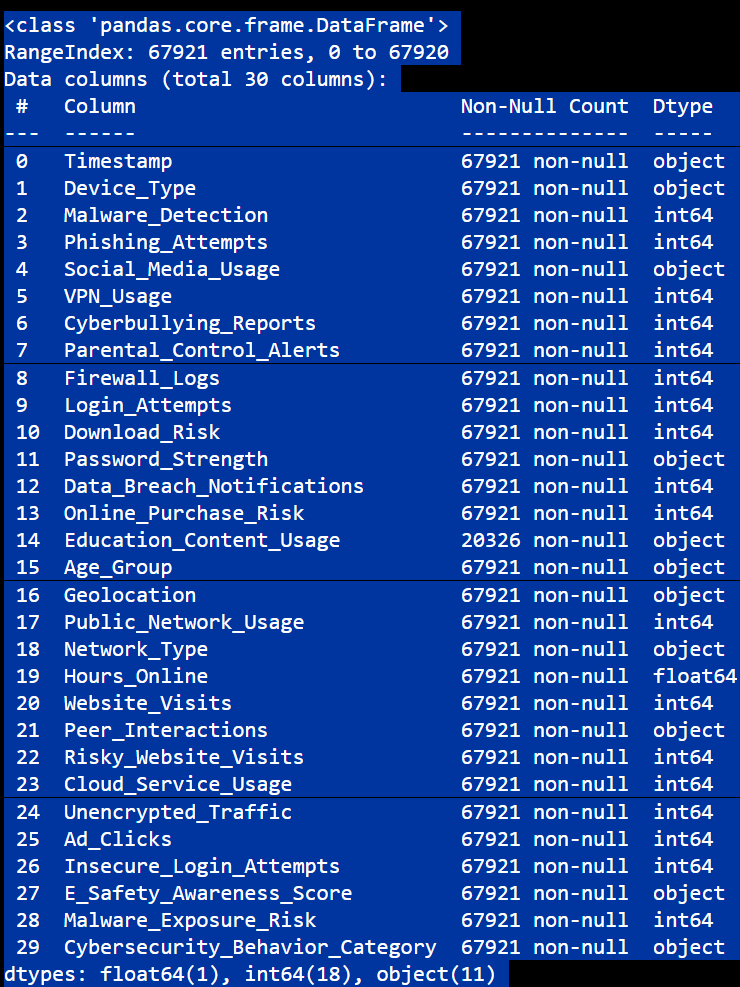 <class 'pandas.core.frame.DataFrame'>
RangeIndex: 67921 entries, 0 to 67920
Data columns (total 30 columns):
 #   Column                           Non-Null Count  Dtype
---  ------                           --------------  -----
 0   Timestamp                        67921 non-null  object
 1   Device_Type                      67921 non-null  object
 2   Malware_Detection                67921 non-null  int64
 3   Phishing_Attempts                67921 non-null  int64
 4   Social_Media_Usage               67921 non-null  object
 5   VPN_Usage                        67921 non-null  int64
 6   Cyberbullying_Reports            67921 non-null  int64
 7   Parental_Control_Alerts          67921 non-null  int64
 8   Firewall_Logs                    67921 non-null  int64
 9   Login_Attempts                   67921 non-null  int64
 10  Download_Risk                    67921 non-null  int64
 11  Password_Strength                67921 non-null  object
 12  Data_Breach_Notifications        67921 non-null  int64
 13  Online_Purchase_Risk             67921 non-null  int64
 14  Education_Content_Usage          20326 non-null  object
 15  Age_Group                        67921 non-null  object
 16  Geolocation                      67921 non-null  object
 17  Public_Network_Usage             67921 non-null  int64
 18  Network_Type                     67921 non-null  object
 19  Hours_Online                     67921 non-null  float64
 20  Website_Visits                   67921 non-null  int64
 21  Peer_Interactions                67921 non-null  object
 22  Risky_Website_Visits             67921 non-null  int64
 23  Cloud_Service_Usage              67921 non-null  int64
 24  Unencrypted_Traffic              67921 non-null  int64
 25  Ad_Clicks                        67921 non-null  int64
 26  Insecure_Login_Attempts          67921 non-null  int64
 27  E_Safety_Awareness_Score         67921 non-null  object
 28  Malware_Exposure_Risk            67921 non-null  int64
 29  Cybersecurity_Behavior_Category  67921 non-null  object
dtypes: float64(1), int64(18), object(11)